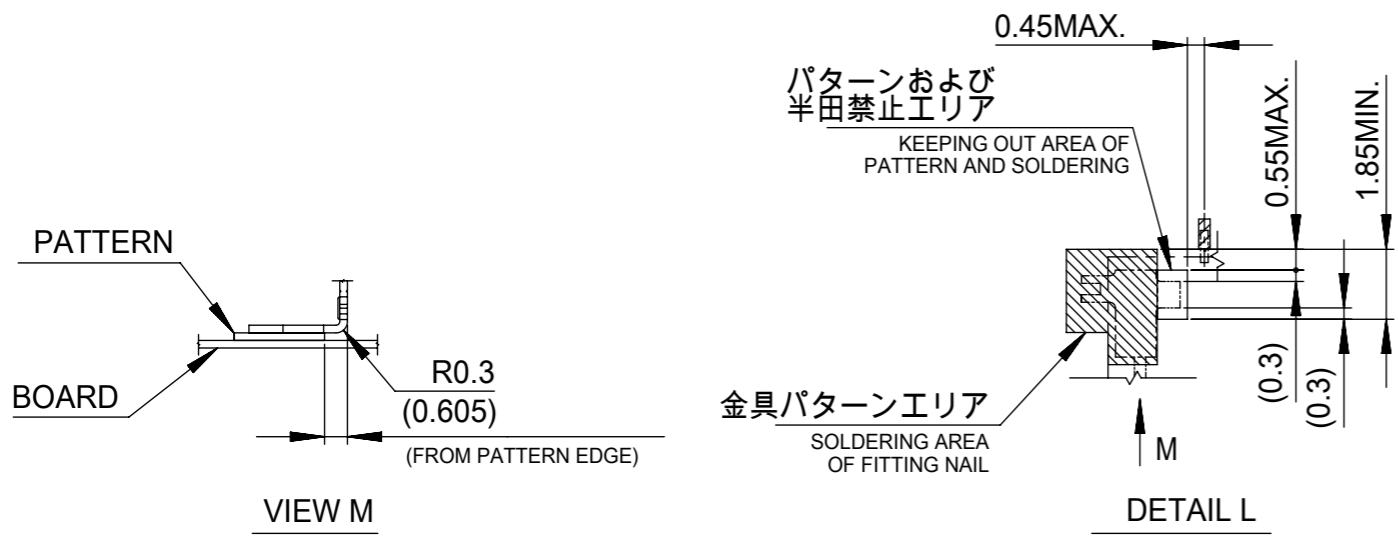 PATTERN
BOARD
R0.3
(0.605)
(FROM PATTERN EDGE)
VIEW M
0.45MAX.
パターンおよび
半田禁止エリア
KEEPING OUT AREA OF
PATTERN AND SOLDERING
0.55MAX.
1.85MIN.
(0.3)
(0.3)
金具パターンエリア
SOLDERING AREA
OF FITTING NAIL
M
DETAIL L